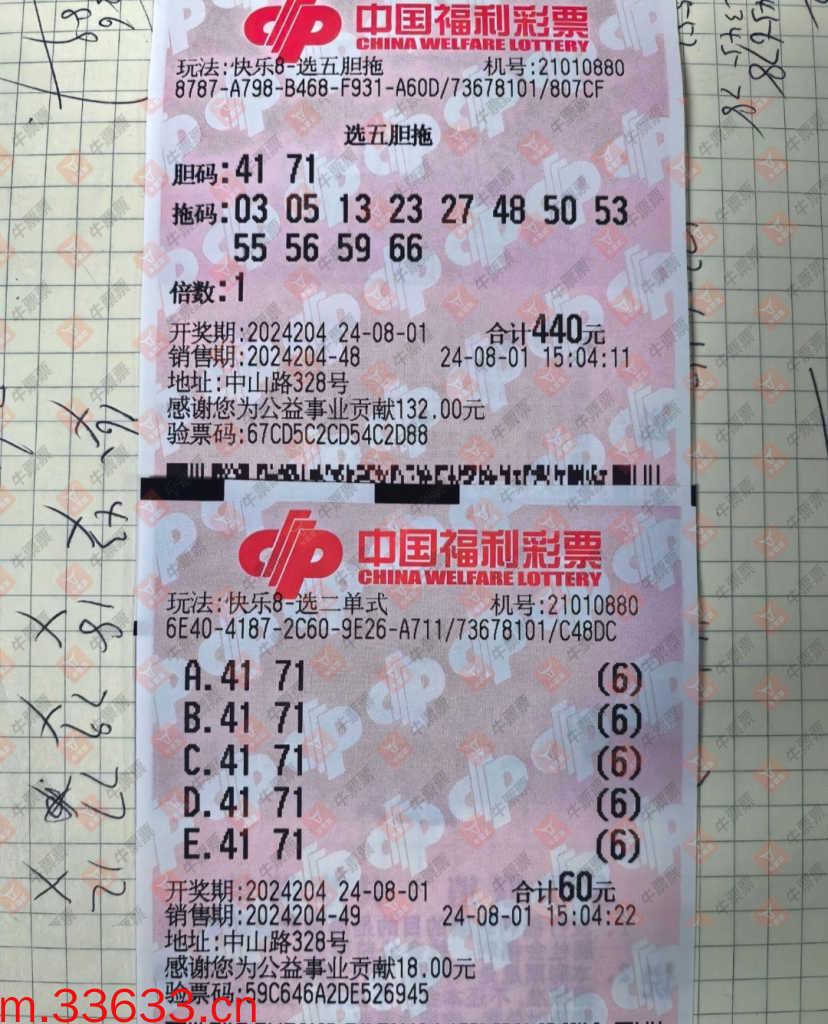 中国福利彩票
CHINA WELFARE LOTTERY
玩法:快乐8-选五胆拖 机号:21010880
8787-A798-B468-F931-A60D/73678101/807CF
选五胆拖
胆码:41 71
拖码:03 05 13 23 27 48 50 53
55 56 59 66
倍数:1
开奖期:2024204 24-08-01 合计440元
销售期:2024204-48 24-08-01 15:04:11
地址:中山路328号
感谢您为公益事业贡献132.00元
验票码:67CD5C2CD54C2D88
中国福利彩票
CHINA WELFARE LOTTERY
玩法:快乐8-选二单式 机号:21010880
6E40-4187-2C60-9E26-A711/73678101/C48DC
A.41 71 (6)
B.41 71 (6)
C.41 71 (6)
D.41 71 (6)
E.41 71 (6)
开奖期:2024204 24-08-01 合计60元
销售期:2024204-49 24-08-01 15:04:22
地址:中山路328号
感谢您为公益事业贡献18.00元
验票码:59C646A2DE526945
m.33633.cn
牛票票